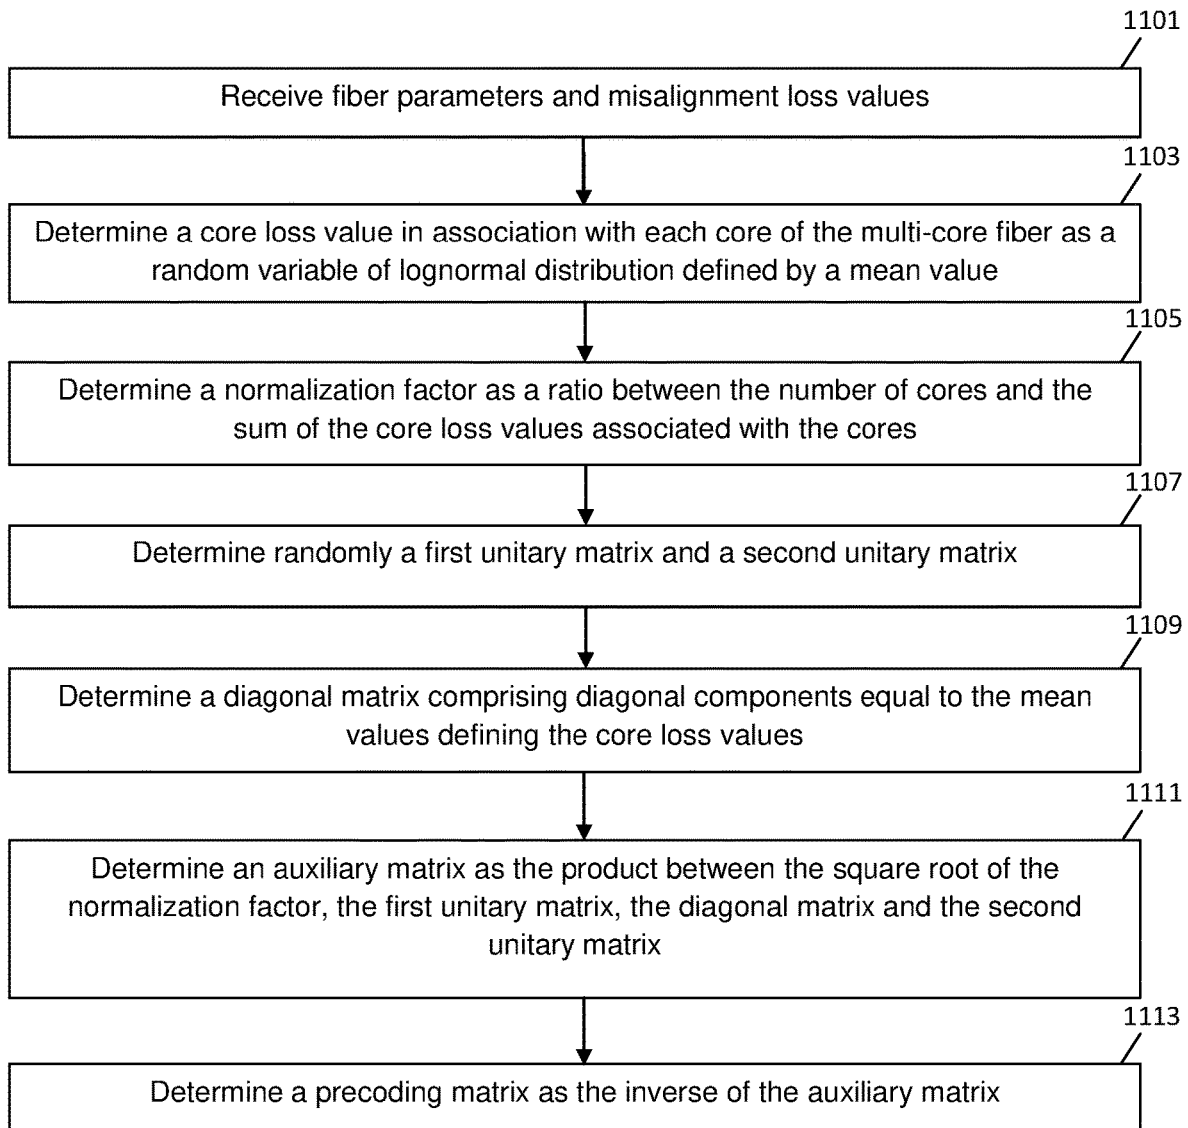 1101
Receive fiber parameters and misalignment loss values
1103
Determine a core loss value in association with each core of the multi-core fiber as a
random variable of lognormal distribution defined by a mean value
1105
Determine a normalization factor as a ratio between the number of cores and the
sum of the core loss values associated with the cores
1107
Determine randomly a first unitary matrix and a second unitary matrix
1109
Determine a diagonal matrix comprising diagonal components equal to the mean
values defining the core loss values
1111
Determine an auxiliary matrix as the product between the square root of the
normalization factor, the first unitary matrix, the diagonal matrix and the second
unitary matrix
1113
Determine a precoding matrix as the inverse of the auxiliary matrix